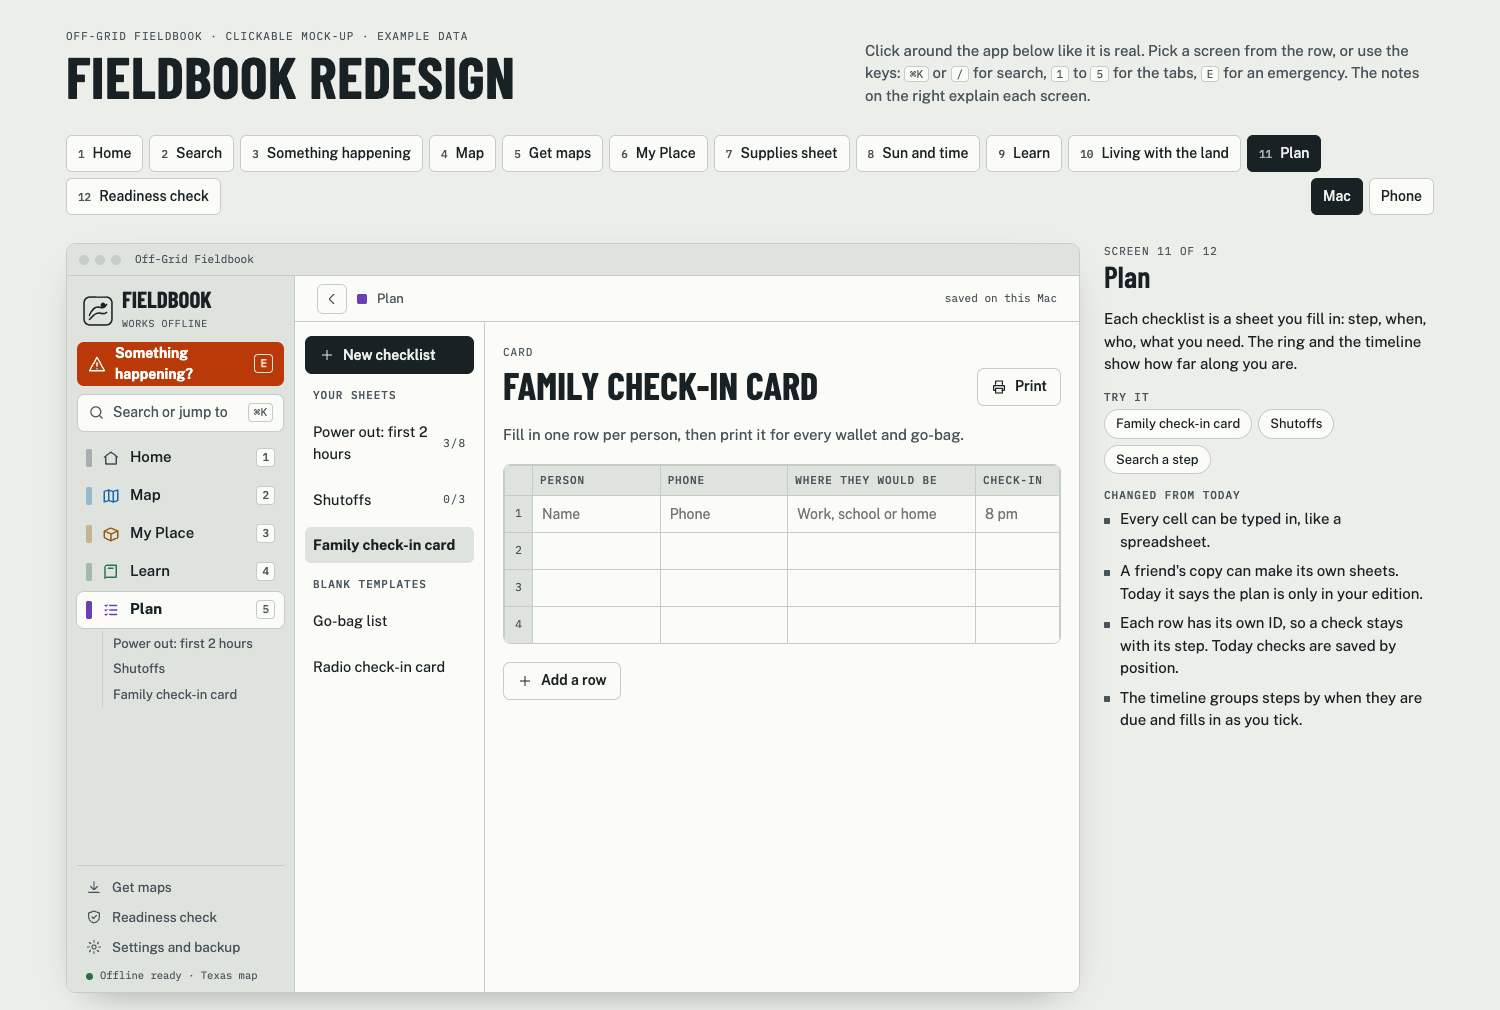 OFF-GRID FIELDBOOK · CLICKABLE MOCK-UP · EXAMPLE DATA
FIELDBOOK REDESIGN
Click around the app below like it is real. Pick a screen from the row, or use the
keys: ⌘K or / for search, 1 to 5 for the tabs, E for an emergency. The notes
on the right explain each screen.
1 Home
2 Search
3 Something happening
4 Map
5 Get maps
6 My Place
7 Supplies sheet
8 Sun and time
9 Learn
10 Living with the land
11 Plan
12 Readiness check
Mac
Phone
Off-Grid Fieldbook
FIELDBOOK
WORKS OFFLINE
Something
happening?
E
Search or jump to ⌘K
Home 1
Map 2
My Place 3
Learn 4
Plan 5
Power out: first 2 hours
Shutoffs
Family check-in card
Get maps
Readiness check
Settings and backup
Offline ready · Texas map
Plan
saved on this Mac
New checklist
YOUR SHEETS
Power out: first 2
hours
3/8
Shutoffs 0/3
Family check-in card
BLANK TEMPLATES
Go-bag list
Radio check-in card
CARD
FAMILY CHECK-IN CARD
Print
Fill in one row per person, then print it for every wallet and go-bag.
PERSON PHONE WHERE THEY WOULD BE CHECK-IN
1 Name Phone Work, school or home 8 pm
2
3
4
Add a row
SCREEN 11 OF 12
Plan
Each checklist is a sheet you fill in: step, when,
who, what you need. The ring and the timeline
show how far along you are.
TRY IT
Family check-in card
Shutoffs
Search a step
CHANGED FROM TODAY
Every cell can be typed in, like a
spreadsheet.
A friend's copy can make its own sheets.
Today it says the plan is only in your edition.
Each row has its own ID, so a check stays
with its step. Today checks are saved by
position.
The timeline groups steps by when they are
due and fills in as you tick.